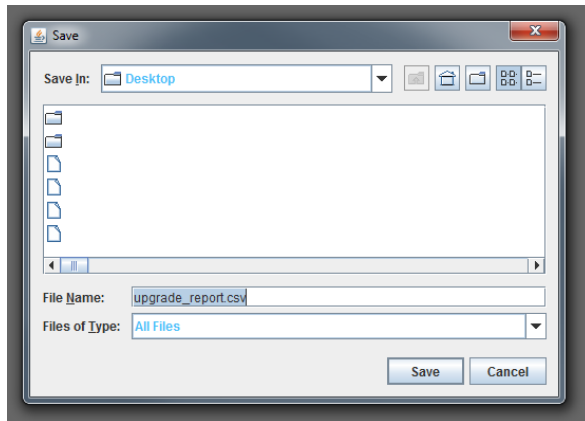 Save
Save In: Desktop
File Name: upgrade_report.csv
Files of Type: All Files
Save Cancel